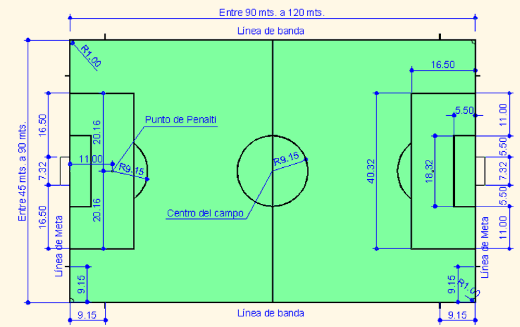 Entre 90 mts. a 120 mts.
Línea de banda
R1.00
16.50
5.50
11.00
16.50
20.16
Punto de Penalti
11.00
R9.15
R9.15
40.32
18.32
5.50
7.32
7.32
5.50
Entre 45 mts. a 90 mts.
16.50
20.16
Centro del campo
11.00
Línea de Meta
Línea de Meta
9.15
9.15
R1.00
9.15
Línea de banda
9.15